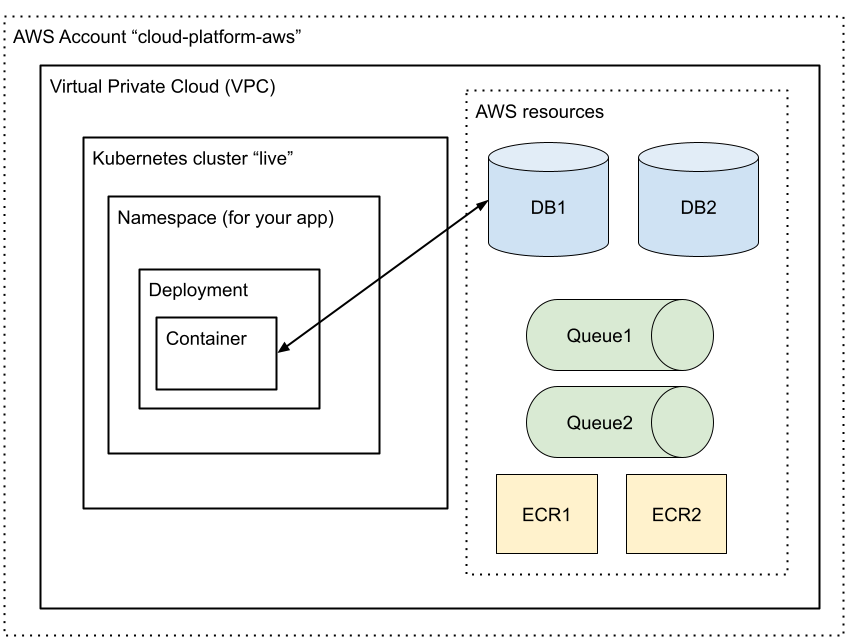 AWS Account “cloud-platform-aws”
Virtual Private Cloud (VPC)
AWS resources
Kubernetes cluster “live”
Namespace (for your app)
Deployment
Container
DB1
DB2
Queue1
Queue2
ECR1
ECR2